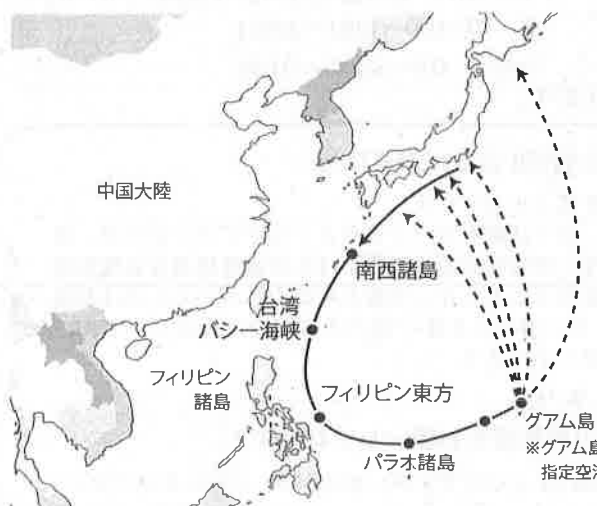 中国大陸
南西諸島
台湾
バシー海峡
フィリピン
諸島
フィリピン東方
パラオ諸島
グアム島
※グアム島
指定空